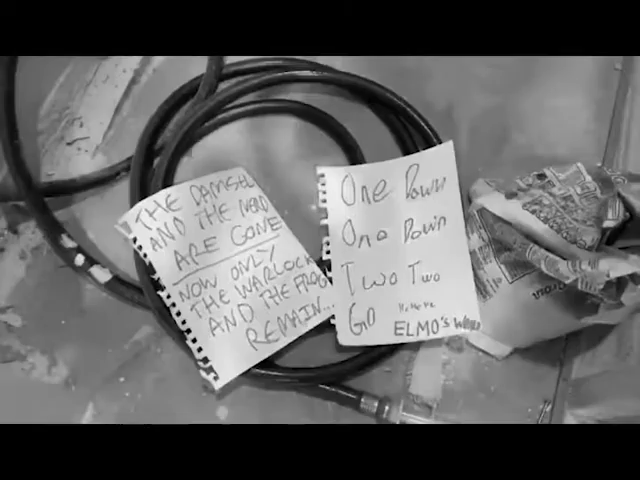 THE DAMSEL
AND THE NERD
ARE GONE
NOW ONLY
THE WARLOCK
AND THE FROG
REMAIN...
One Down
One Down
Two Two
GO
ELMO'S